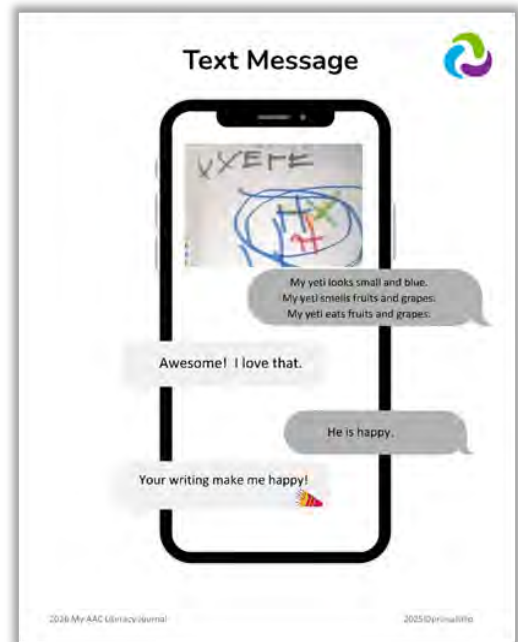 Text Message
XYEFF
My yeti looks small and blue.
My yeti smells fruits and grapes.
My yeti eats fruits and grapes.
Awesome! I love that.
He is happy.
Your writing make me happy!
2026 My AAC Literacy Journal